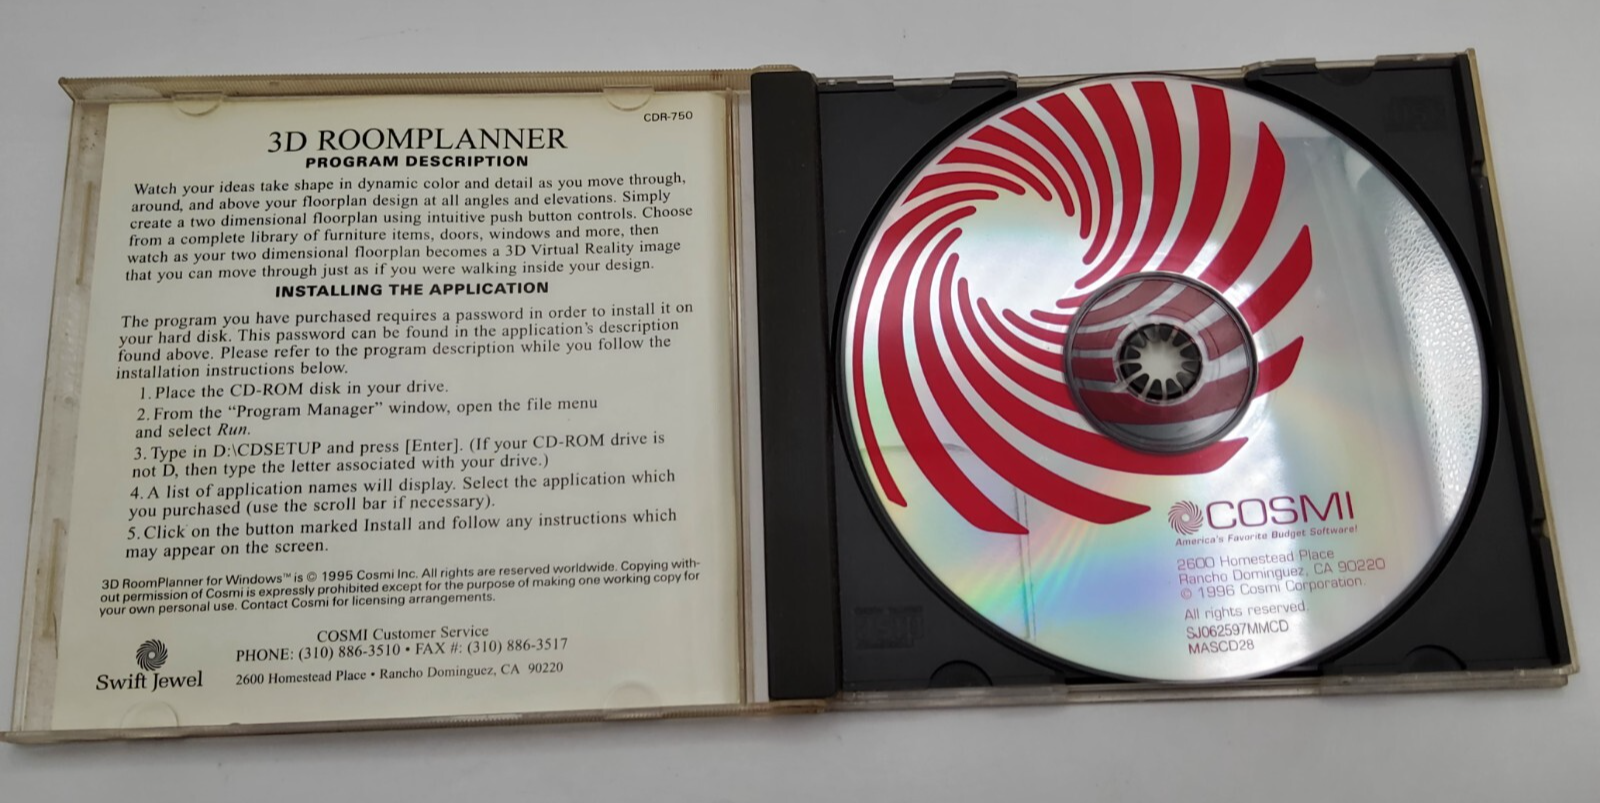 CDR-750
3D ROOMPLANNER
PROGRAM DESCRIPTION
Watch your ideas take shape in dynamic color and detail as you move through,
around, and above your floorplan design at all angles and elevations. Simply
create a two dimensional floorplan using intuitive push button controls. Choose
from a complete library of furniture items, doors, windows and more, then
watch as your two dimensional floorplan becomes a 3D Virtual Reality image
that you can move through just as if you were walking inside your design.
INSTALLING THE APPLICATION
The program you have purchased requires a password in order to install it on
your hard disk. This password can be found in the application's description
found above. Please refer to the program description while you follow the
installation instructions below.
1. Place the CD-ROM disk in your drive.
2. From the "Program Manager" window, open the file menu
and select Run.
3. Type in D:\CDSETUP and press [Enter]. (If your CD-ROM drive is
not D, then type the letter associated with your drive.)
4. A list of application names will display. Select the application which
you purchased (use the scroll bar if necessary).
5. Click on the button marked Install and follow any instructions which
may appear on the screen.
3D RoomPlanner for Windows™ is © 1995 Cosmi Inc. All rights are reserved worldwide. Copying with-
out permission of Cosmi is expressly prohibited except for the purpose of making one working copy for
your own personal use. Contact Cosmi for licensing arrangements.
COSMI Customer Service
PHONE: (310) 886-3510 • FAX #: (310) 886-3517
2600 Homestead Place • Rancho Dominguez, CA 90220
Swift Jewel
COSMI
America's Favorite Budget Software!
2600 Homestead Place
Rancho Dominguez, CA 90220
© 1996 Cosmi Corporation.
All rights reserved.
SJ062597MMCD
MASCD28